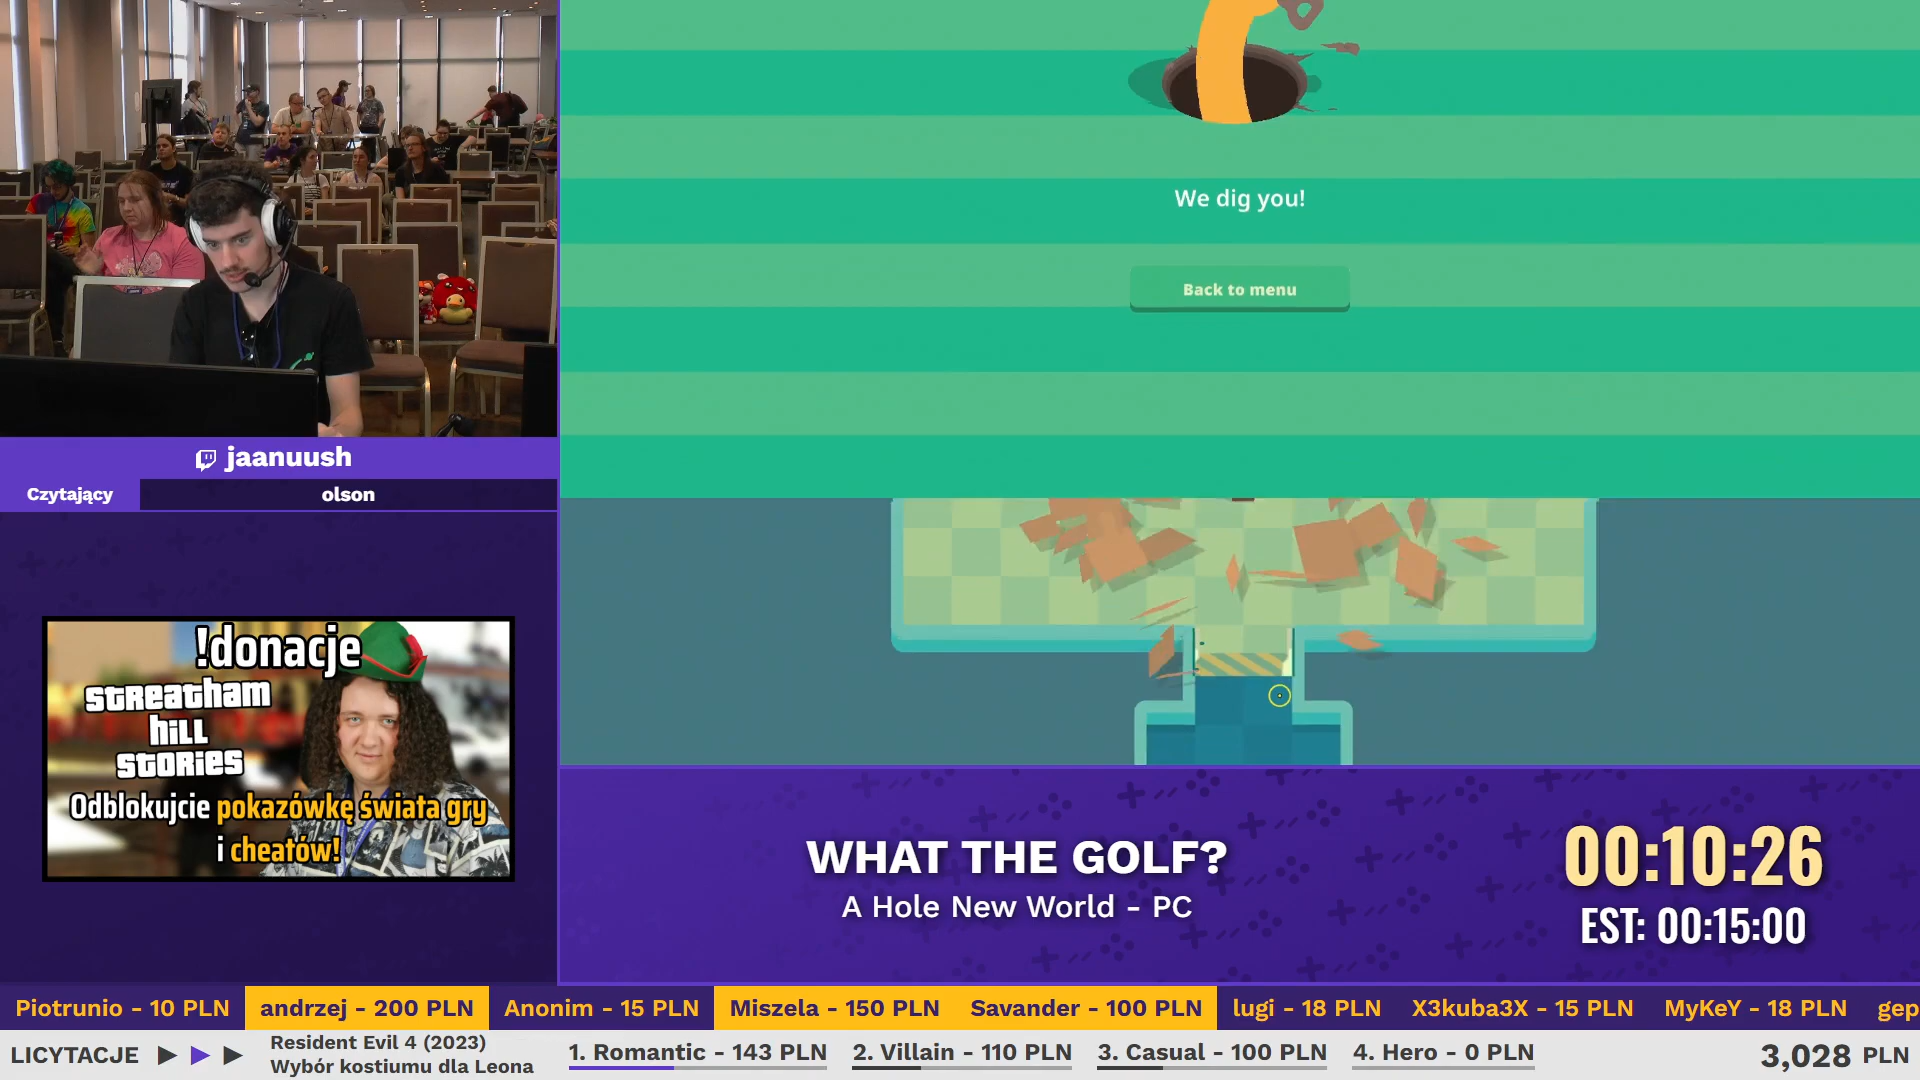 We dig you!
Back to menu
jaanuush
Czytający
olson
!donacje
STREATHAM
HILL
STORIES
Odblokujcie pokazówkę świata gry
i cheatów!
WHAT THE GOLF?
A Hole New World - PC
00:10:26
EST: 00:15:00
Piotrunio - 10 PLN
andrzej - 200 PLN
Anonim - 15 PLN
Miszela - 150 PLN
Savander - 100 PLN
lugi - 18 PLN
X3kuba3X - 15 PLN
MyKeY - 18 PLN
gep
LICYTACJE
Resident Evil 4 (2023)
Wybór kostiumu dla Leona
1. Romantic - 143 PLN
2. Villain - 110 PLN
3. Casual - 100 PLN
4. Hero - 0 PLN
3,028 PLN